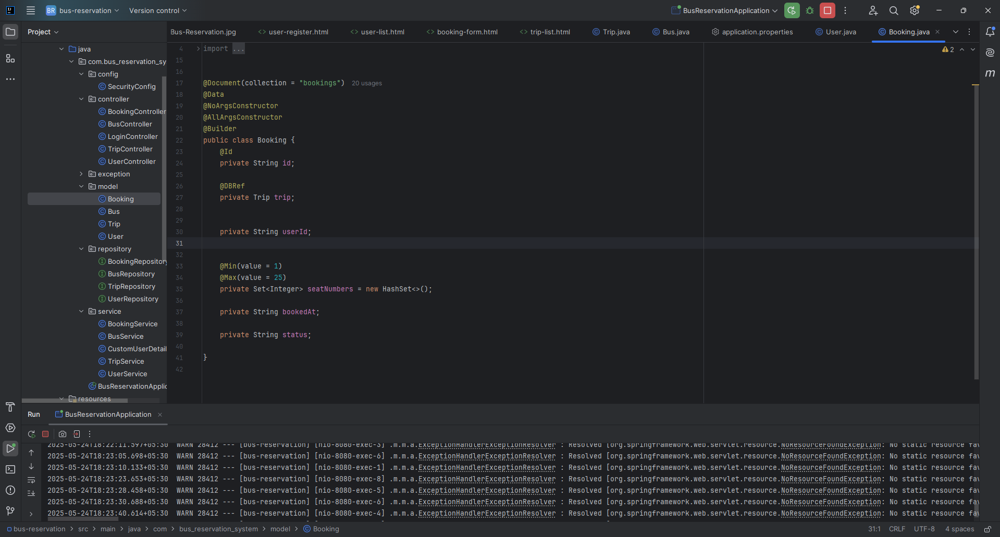 BR bus-reservation Version control BusReservationApplication
Project
Bus-Reservation.jpg user-register.html user-list.html booking-form.html trip-list.html Trip.java Bus.java application.properties User.java Booking.java
java
com.bus_reservation_sy
config
SecurityConfig
controller
BookingController
BusController
LoginController
TripController
UserController
exception
model
Booking
Bus
Trip
User
repository
BookingRepository
BusRepository
TripRepository
UserRepository
service
BookingService
BusService
CustomUserDetail
TripService
UserService
BusReservationApplic
resources
2
4 import ...
15
16
17 @Document(collection = "bookings") 20 usages
18 @Data
19 @NoArgsConstructor
20 @AllArgsConstructor
21 @Builder
22 public class Booking {
23 @Id
24 private String id;
25
26 @DBRef
27 private Trip trip;
28
29
30 private String userId;
31
32
33 @Min(value = 1)
34 @Max(value = 25)
35 private Set<Integer> seatNumbers = new HashSet<>();
36
37 private String bookedAt;
38
39 private String status;
40
41 }
42
Run BusReservationApplication
2025-05-24T18:22:11.597+05:30 WARN 28412 --- [bus-reservation] [nio-8080-exec-3] .m.m.a.ExceptionHandlerExceptionResolver : Resolved [org.springframework.web.servlet.resource.NoResourceFoundException: No static resource fav
2025-05-24T18:23:05.698+05:30 WARN 28412 --- [bus-reservation] [nio-8080-exec-6] .m.m.a.ExceptionHandlerExceptionResolver : Resolved [org.springframework.web.servlet.resource.NoResourceFoundException: No static resource fav
2025-05-24T18:23:10.133+05:30 WARN 28412 --- [bus-reservation] [nio-8080-exec-1] .m.m.a.ExceptionHandlerExceptionResolver : Resolved [org.springframework.web.servlet.resource.NoResourceFoundException: No static resource fav
2025-05-24T18:23:23.653+05:30 WARN 28412 --- [bus-reservation] [nio-8080-exec-8] .m.m.a.ExceptionHandlerExceptionResolver : Resolved [org.springframework.web.servlet.resource.NoResourceFoundException: No static resource fav
2025-05-24T18:23:28.458+05:30 WARN 28412 --- [bus-reservation] [nio-8080-exec-5] .m.m.a.ExceptionHandlerExceptionResolver : Resolved [org.springframework.web.servlet.resource.NoResourceFoundException: No static resource fav
2025-05-24T18:23:30.688+05:30 WARN 28412 --- [bus-reservation] [nio-8080-exec-6] .m.m.a.ExceptionHandlerExceptionResolver : Resolved [org.springframework.web.servlet.resource.NoResourceFoundException: No static resource fav
2025-05-24T18:23:40.614+05:30 WARN 28412 --- [bus-reservation] [nio-8080-exec-4] .m.m.a.ExceptionHandlerExceptionResolver : Resolved [org.springframework.web.servlet.resource.NoResourceFoundException: No static resource fav
bus-reservation > src > main > java > com > bus_reservation_system > model > Booking 31:1 CRLF UTF-8 4 spaces